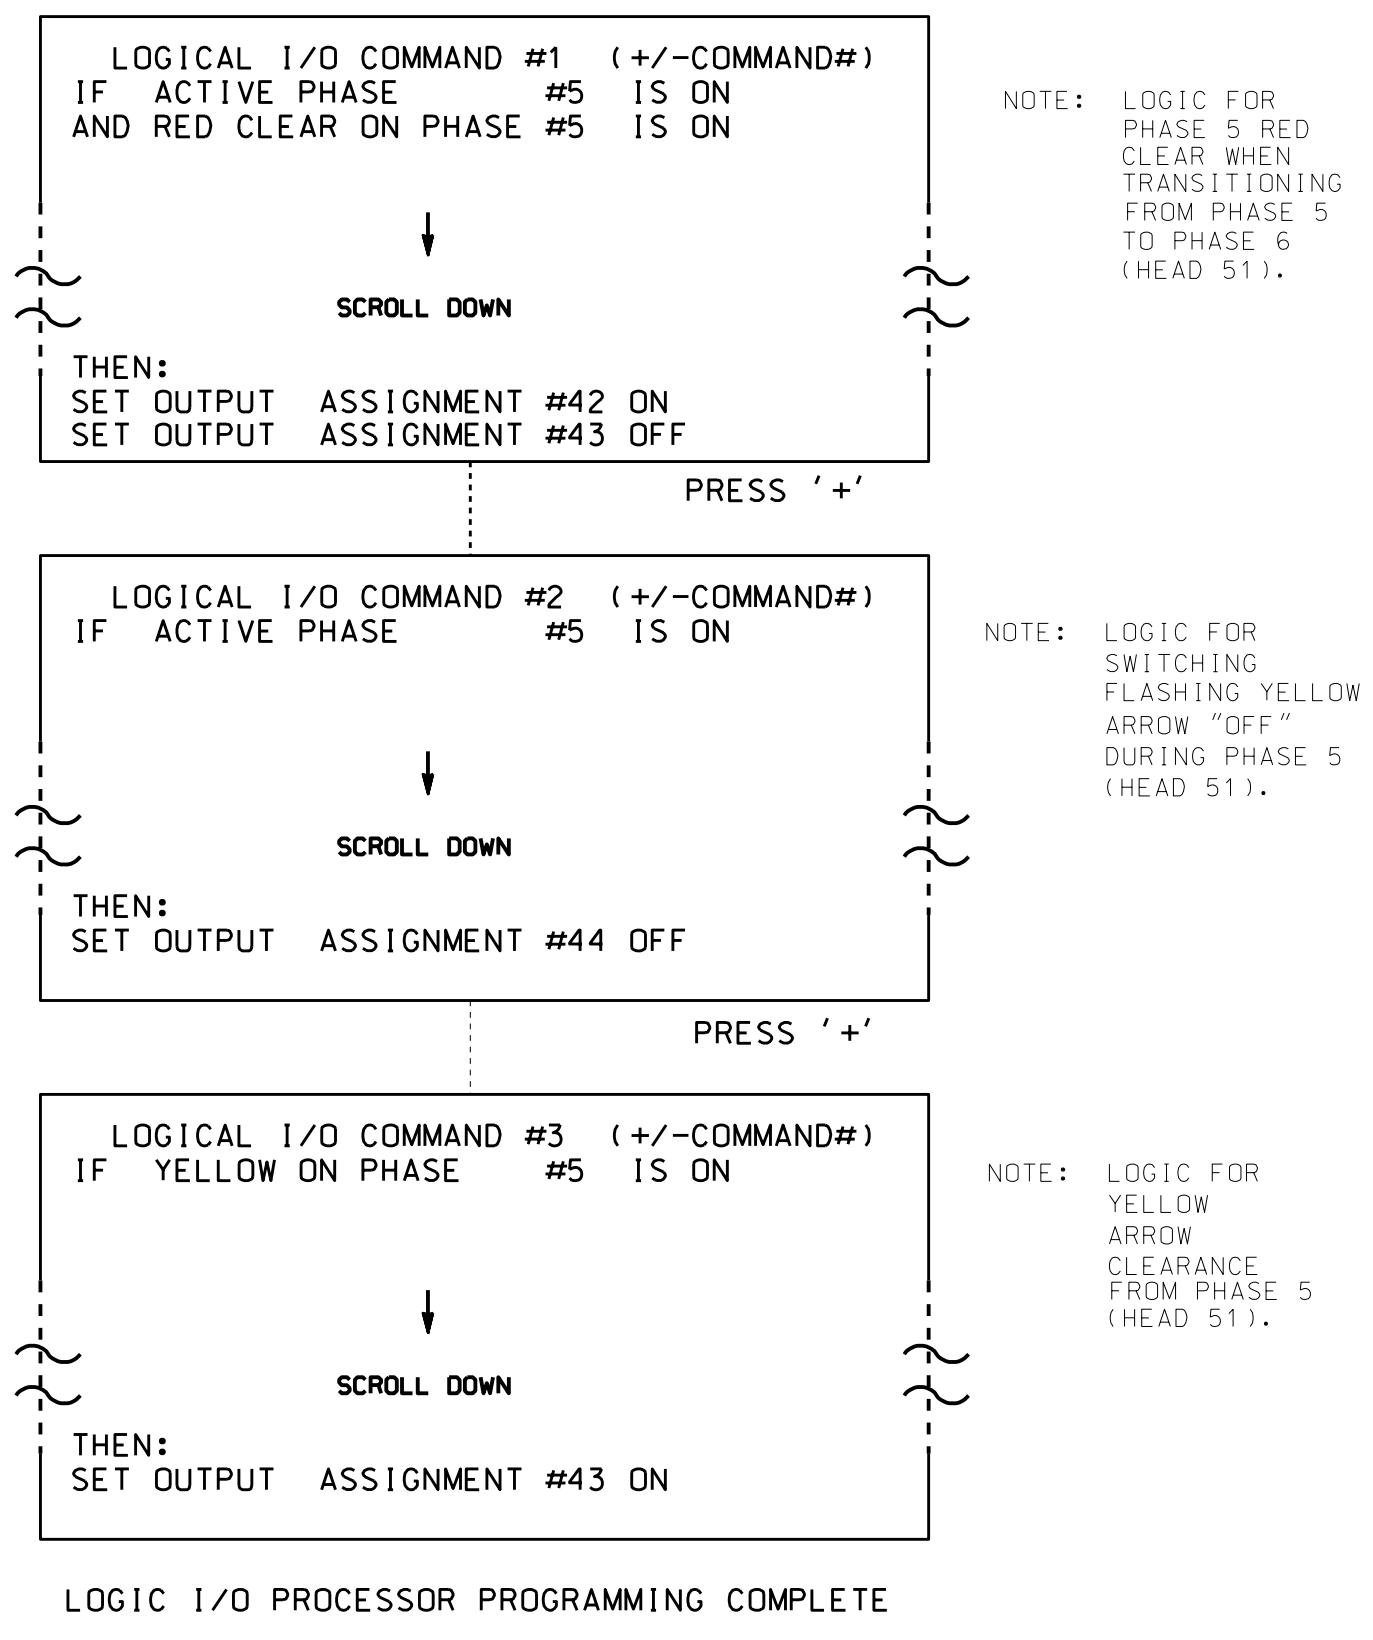 LOGICAL I/O COMMAND #1 (+/-COMMAND#)
IF ACTIVE PHASE #5 IS ON
AND RED CLEAR ON PHASE #5 IS ON
SCROLL DOWN
THEN:
SET OUTPUT ASSIGNMENT #42 ON
SET OUTPUT ASSIGNMENT #43 OFF
NOTE: LOGIC FOR
PHASE 5 RED
CLEAR WHEN
TRANSITIONING
FROM PHASE 5
TO PHASE 6
(HEAD 51).
PRESS '+'
LOGICAL I/O COMMAND #2 (+/-COMMAND#)
IF ACTIVE PHASE #5 IS ON
SCROLL DOWN
THEN:
SET OUTPUT ASSIGNMENT #44 OFF
NOTE: LOGIC FOR
SWITCHING
FLASHING YELLOW
ARROW "OFF"
DURING PHASE 5
(HEAD 51).
PRESS '+'
LOGICAL I/O COMMAND #3 (+/-COMMAND#)
IF YELLOW ON PHASE #5 IS ON
SCROLL DOWN
THEN:
SET OUTPUT ASSIGNMENT #43 ON
NOTE: LOGIC FOR
YELLOW
ARROW
CLEARANCE
FROM PHASE 5
(HEAD 51).
LOGIC I/O PROCESSOR PROGRAMMING COMPLETE